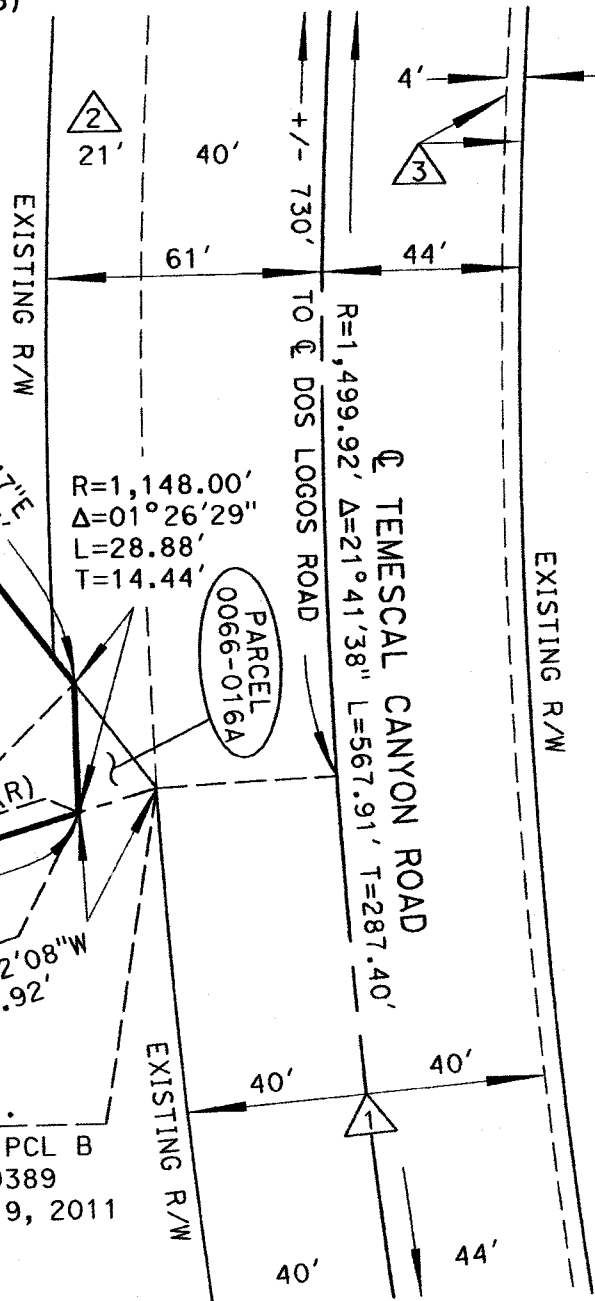 4'
2
21'
40'
3
+/- 730' TO ℄ DOS LOGOS ROAD
EXISTING R/W
61'
44'
R=1,499.92' Δ=21°41'38" L=567.91' T=287.40'
℄ TEMESCAL CANYON ROAD
7"E
R=1,148.00'
Δ=01°26'29"
L=28.88'
T=14.44'
PARCEL
0066-016A
EXISTING R/W
R)
2'08"W
.92'
EXISTING R/W
40'
40'
1
PCL B
389
9, 2011
40'
44'